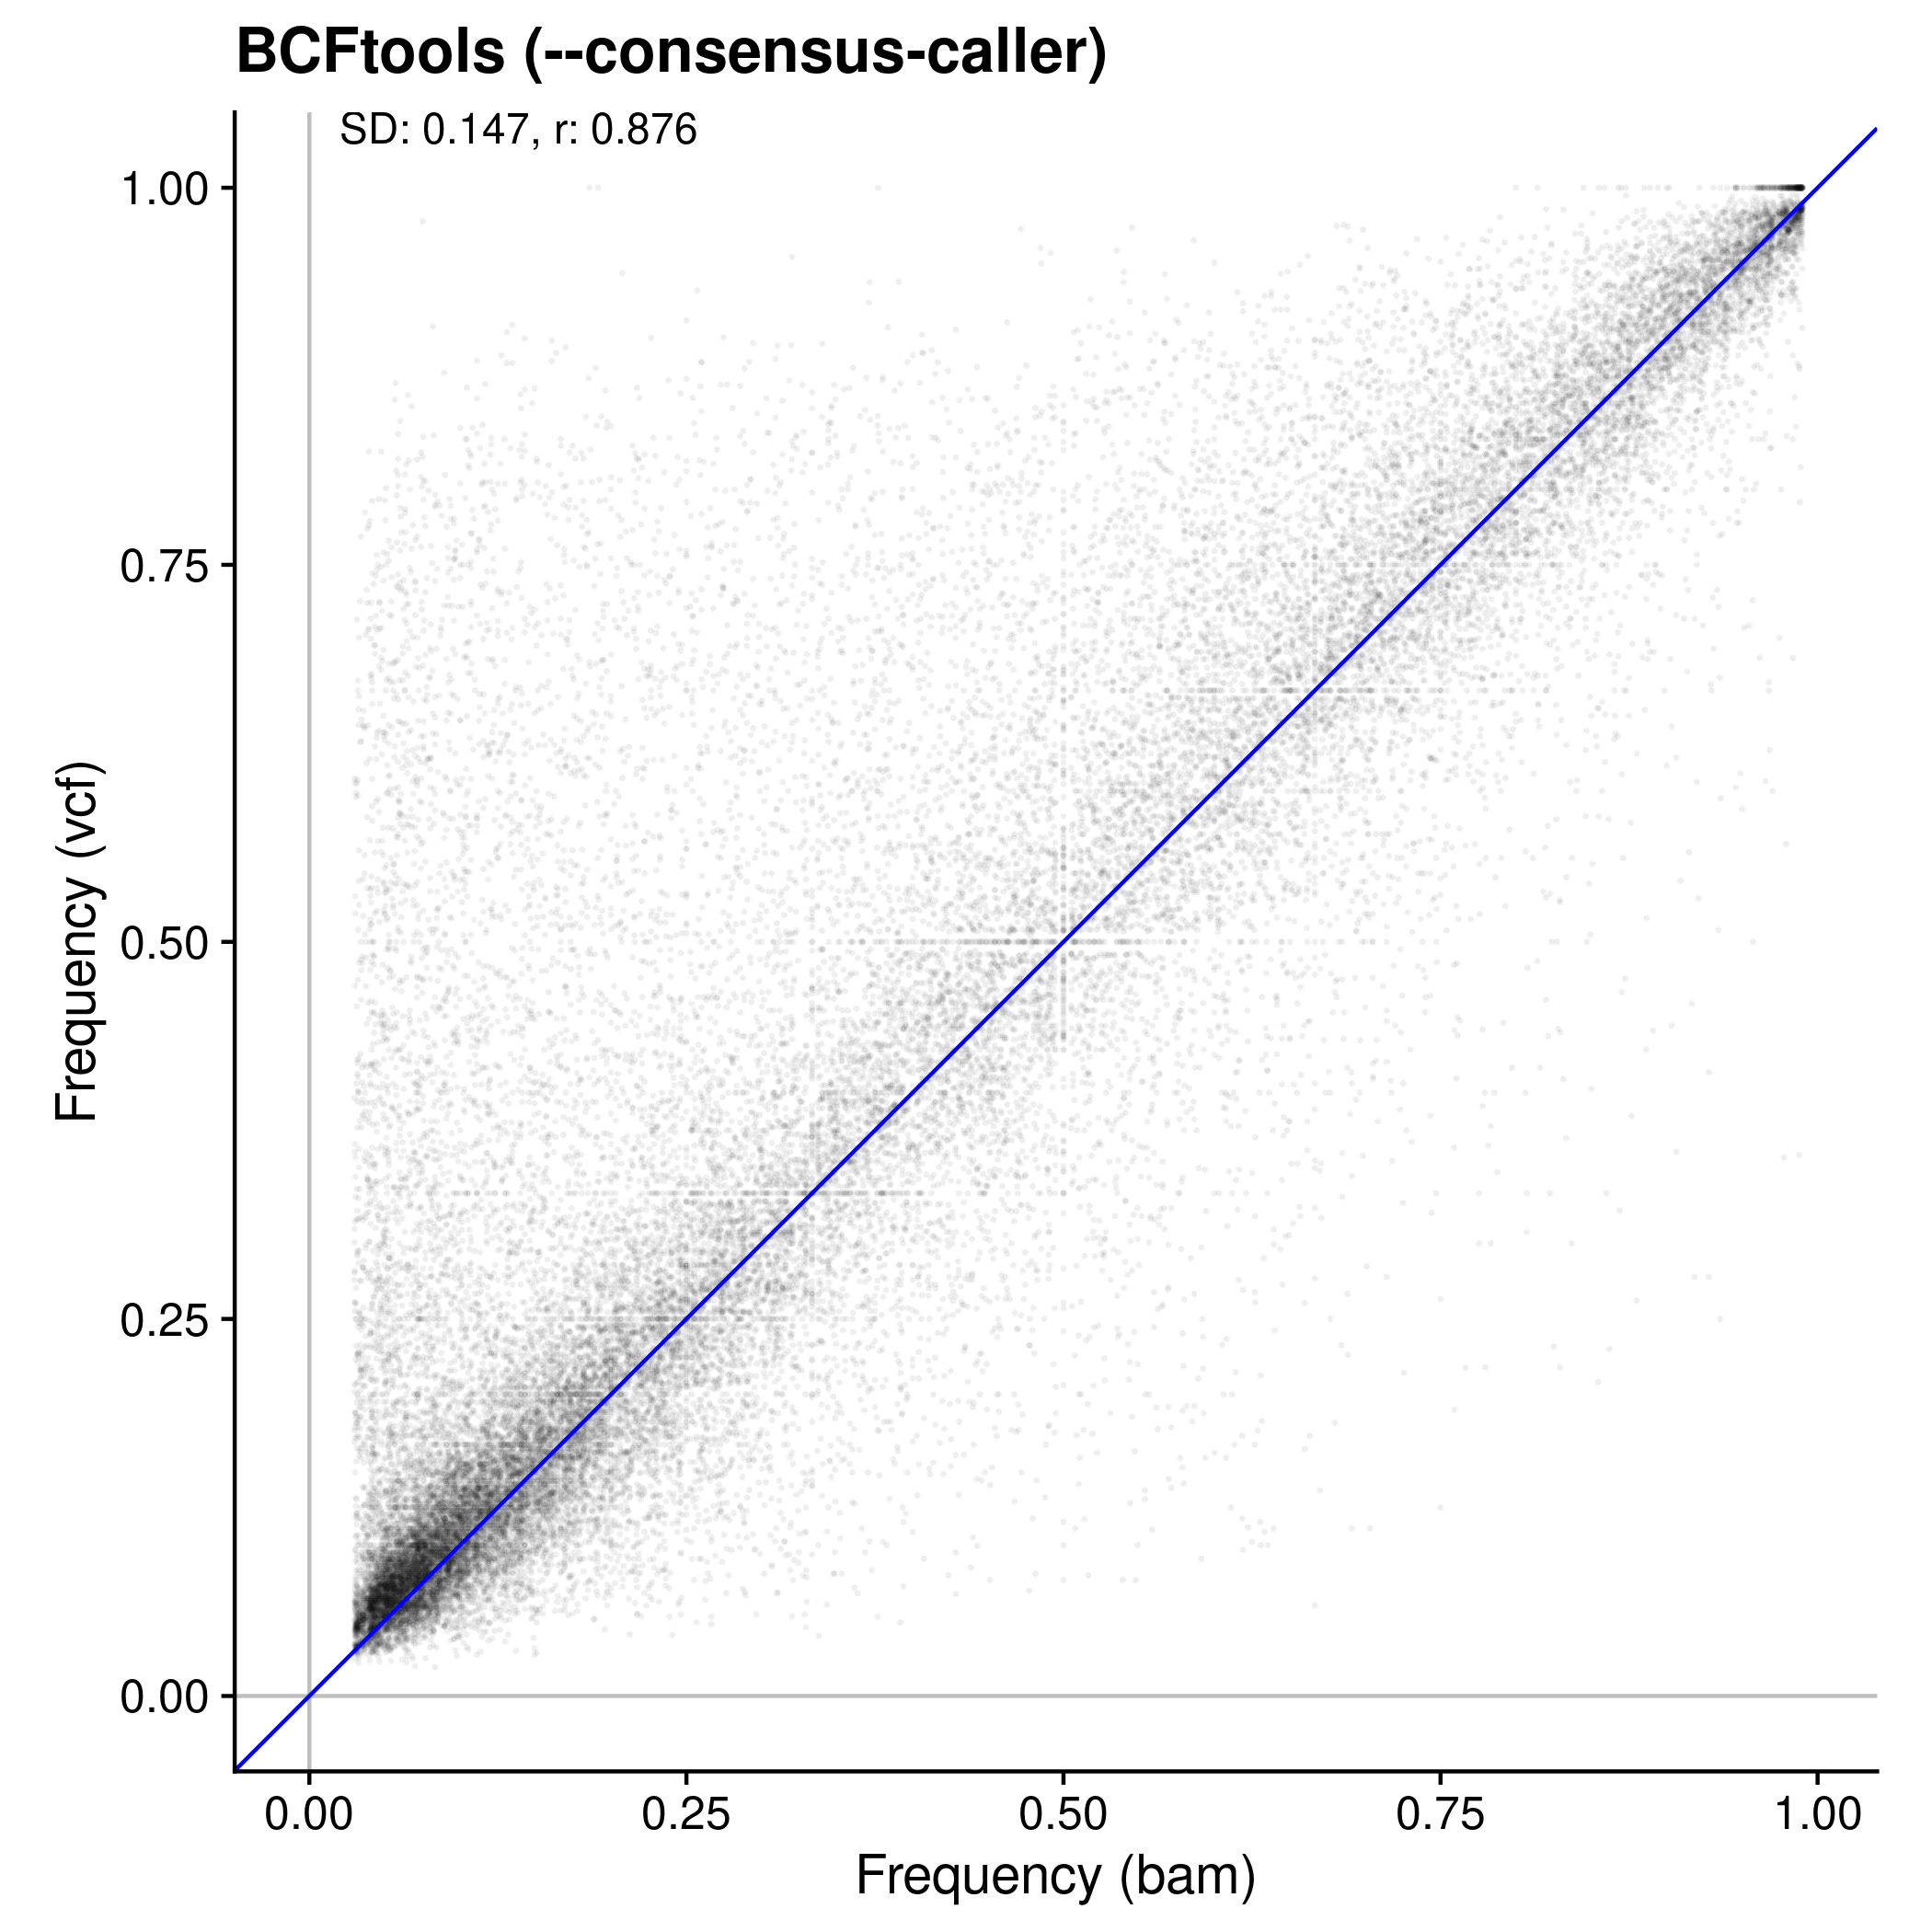 BCFtools (--consensus-caller)
SD: 0.147, r: 0.876
1.00
0.75
0.50
0.25
0.00
Frequency (vcf)
0.00 0.25 0.50 0.75 1.00
Frequency (bam)